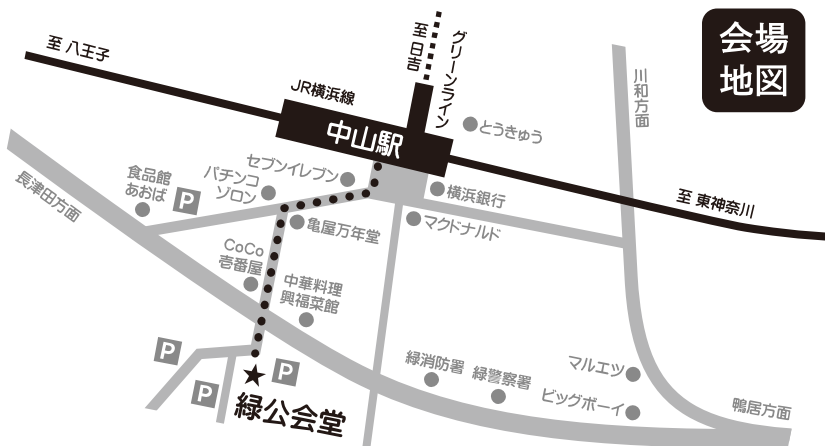 会場
地図
至 八王子
至 日吉
グリーンライン
JR横浜線
中山駅
とうきゅう
川和方面
至 東神奈川
セブンイレブン
パチンコ
ゾロン
食品館
あおば
P
長津田方面
横浜銀行
マクドナルド
亀屋万年堂
CoCo
壱番屋
中華料理
興福菜館
P
P
P
緑公会堂
緑消防署
緑警察署
マルエツ
ビッグボーイ
鴨居方面